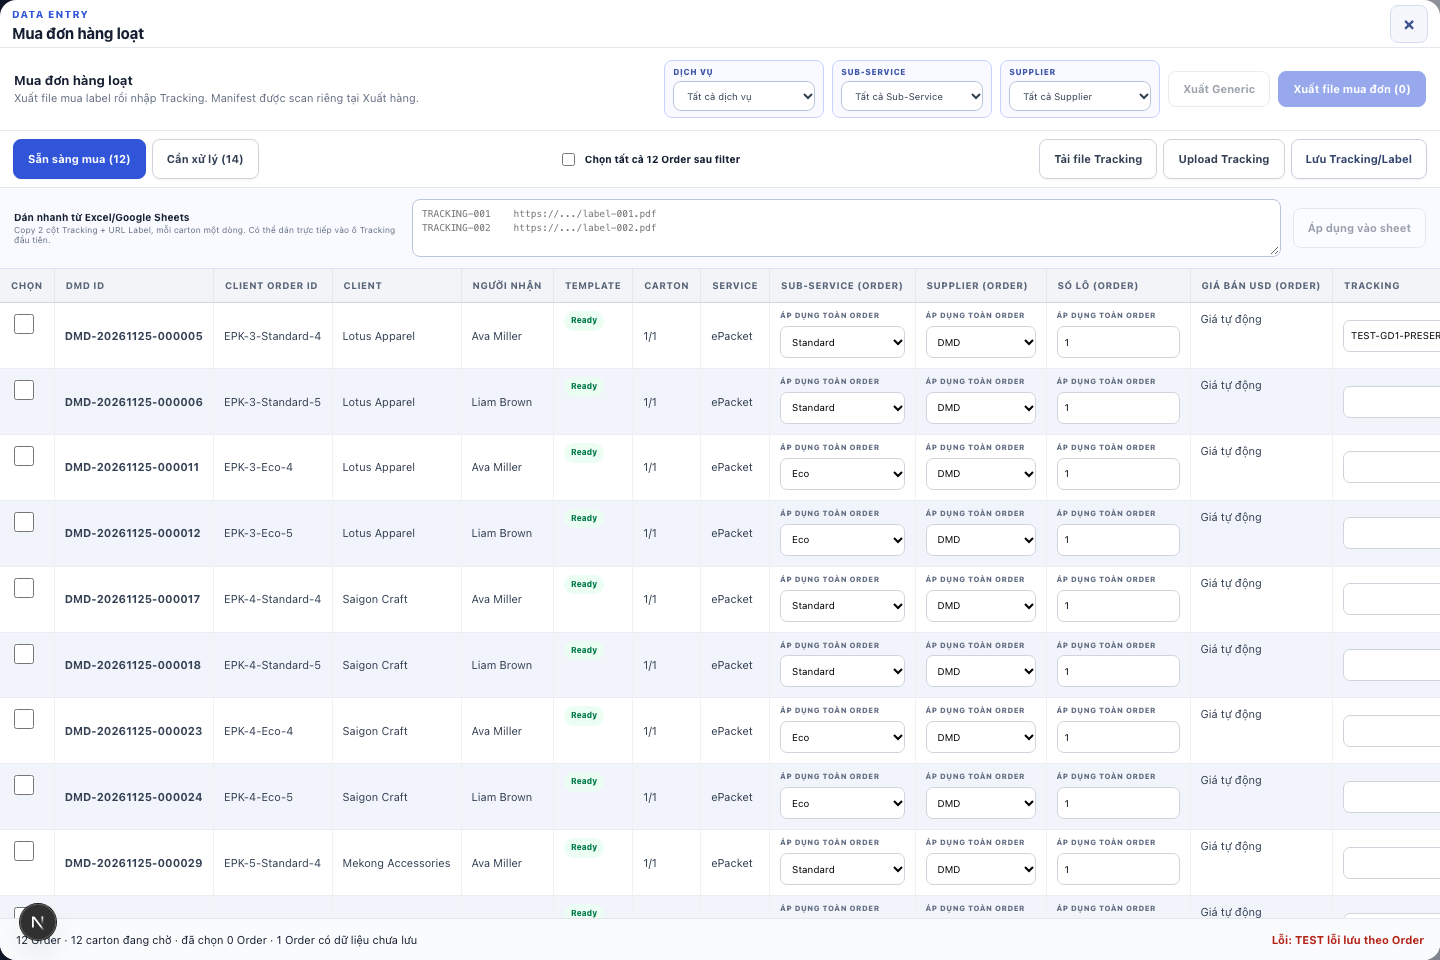 DATA ENTRY
Mua đơn hàng loạt
×
Mua đơn hàng loạt
Xuất file mua label rồi nhập Tracking. Manifest được scan riêng tại Xuất hàng.
DỊCH VỤ
Tất cả dịch vụ
SUB-SERVICE
Tất cả Sub-Service
SUPPLIER
Tất cả Supplier
Xuất Generic
Xuất file mua đơn (0)
Sẵn sàng mua (12)
Cần xử lý (14)
Chọn tất cả 12 Order sau filter
Tải file Tracking
Upload Tracking
Lưu Tracking/Label
Dán nhanh từ Excel/Google Sheets
Copy 2 cột Tracking + URL Label, mỗi carton một dòng. Có thể dán trực tiếp vào ô Tracking
đầu tiên.
TRACKING-001 https://.../label-001.pdf
TRACKING-002 https://.../label-002.pdf
Áp dụng vào sheet
CHỌN DMD ID CLIENT ORDER ID CLIENT NGƯỜI NHẬN TEMPLATE CARTON SERVICE SUB-SERVICE (ORDER) SUPPLIER (ORDER) SỐ LÔ (ORDER) GIÁ BÁN USD (ORDER) TRACKING
ÁP DỤNG TOÀN ORDER ÁP DỤNG TOÀN ORDER ÁP DỤNG TOÀN ORDER
DMD-20261125-000005 EPK-3-Standard-4 Lotus Apparel Ava Miller Ready 1/1 ePacket Standard DMD 1 Giá tự động TEST-GD1-PRESER
ÁP DỤNG TOÀN ORDER ÁP DỤNG TOÀN ORDER ÁP DỤNG TOÀN ORDER
DMD-20261125-000006 EPK-3-Standard-5 Lotus Apparel Liam Brown Ready 1/1 ePacket Standard DMD 1 Giá tự động
ÁP DỤNG TOÀN ORDER ÁP DỤNG TOÀN ORDER ÁP DỤNG TOÀN ORDER
DMD-20261125-000011 EPK-3-Eco-4 Lotus Apparel Ava Miller Ready 1/1 ePacket Eco DMD 1 Giá tự động
ÁP DỤNG TOÀN ORDER ÁP DỤNG TOÀN ORDER ÁP DỤNG TOÀN ORDER
DMD-20261125-000012 EPK-3-Eco-5 Lotus Apparel Liam Brown Ready 1/1 ePacket Eco DMD 1 Giá tự động
ÁP DỤNG TOÀN ORDER ÁP DỤNG TOÀN ORDER ÁP DỤNG TOÀN ORDER
DMD-20261125-000017 EPK-4-Standard-4 Saigon Craft Ava Miller Ready 1/1 ePacket Standard DMD 1 Giá tự động
ÁP DỤNG TOÀN ORDER ÁP DỤNG TOÀN ORDER ÁP DỤNG TOÀN ORDER
DMD-20261125-000018 EPK-4-Standard-5 Saigon Craft Liam Brown Ready 1/1 ePacket Standard DMD 1 Giá tự động
ÁP DỤNG TOÀN ORDER ÁP DỤNG TOÀN ORDER ÁP DỤNG TOÀN ORDER
DMD-20261125-000023 EPK-4-Eco-4 Saigon Craft Ava Miller Ready 1/1 ePacket Eco DMD 1 Giá tự động
ÁP DỤNG TOÀN ORDER ÁP DỤNG TOÀN ORDER ÁP DỤNG TOÀN ORDER
DMD-20261125-000024 EPK-4-Eco-5 Saigon Craft Liam Brown Ready 1/1 ePacket Eco DMD 1 Giá tự động
ÁP DỤNG TOÀN ORDER ÁP DỤNG TOÀN ORDER ÁP DỤNG TOÀN ORDER
DMD-20261125-000029 EPK-5-Standard-4 Mekong Accessories Ava Miller Ready 1/1 ePacket Standard DMD 1 Giá tự động
Ready ÁP DỤNG TOÀN ORDER ÁP DỤNG TOÀN ORDER ÁP DỤNG TOÀN ORDER Giá tự động
N
12 Order · 12 carton đang chờ · đã chọn 0 Order · 1 Order có dữ liệu chưa lưu
Lỗi: TEST lỗi lưu theo Order